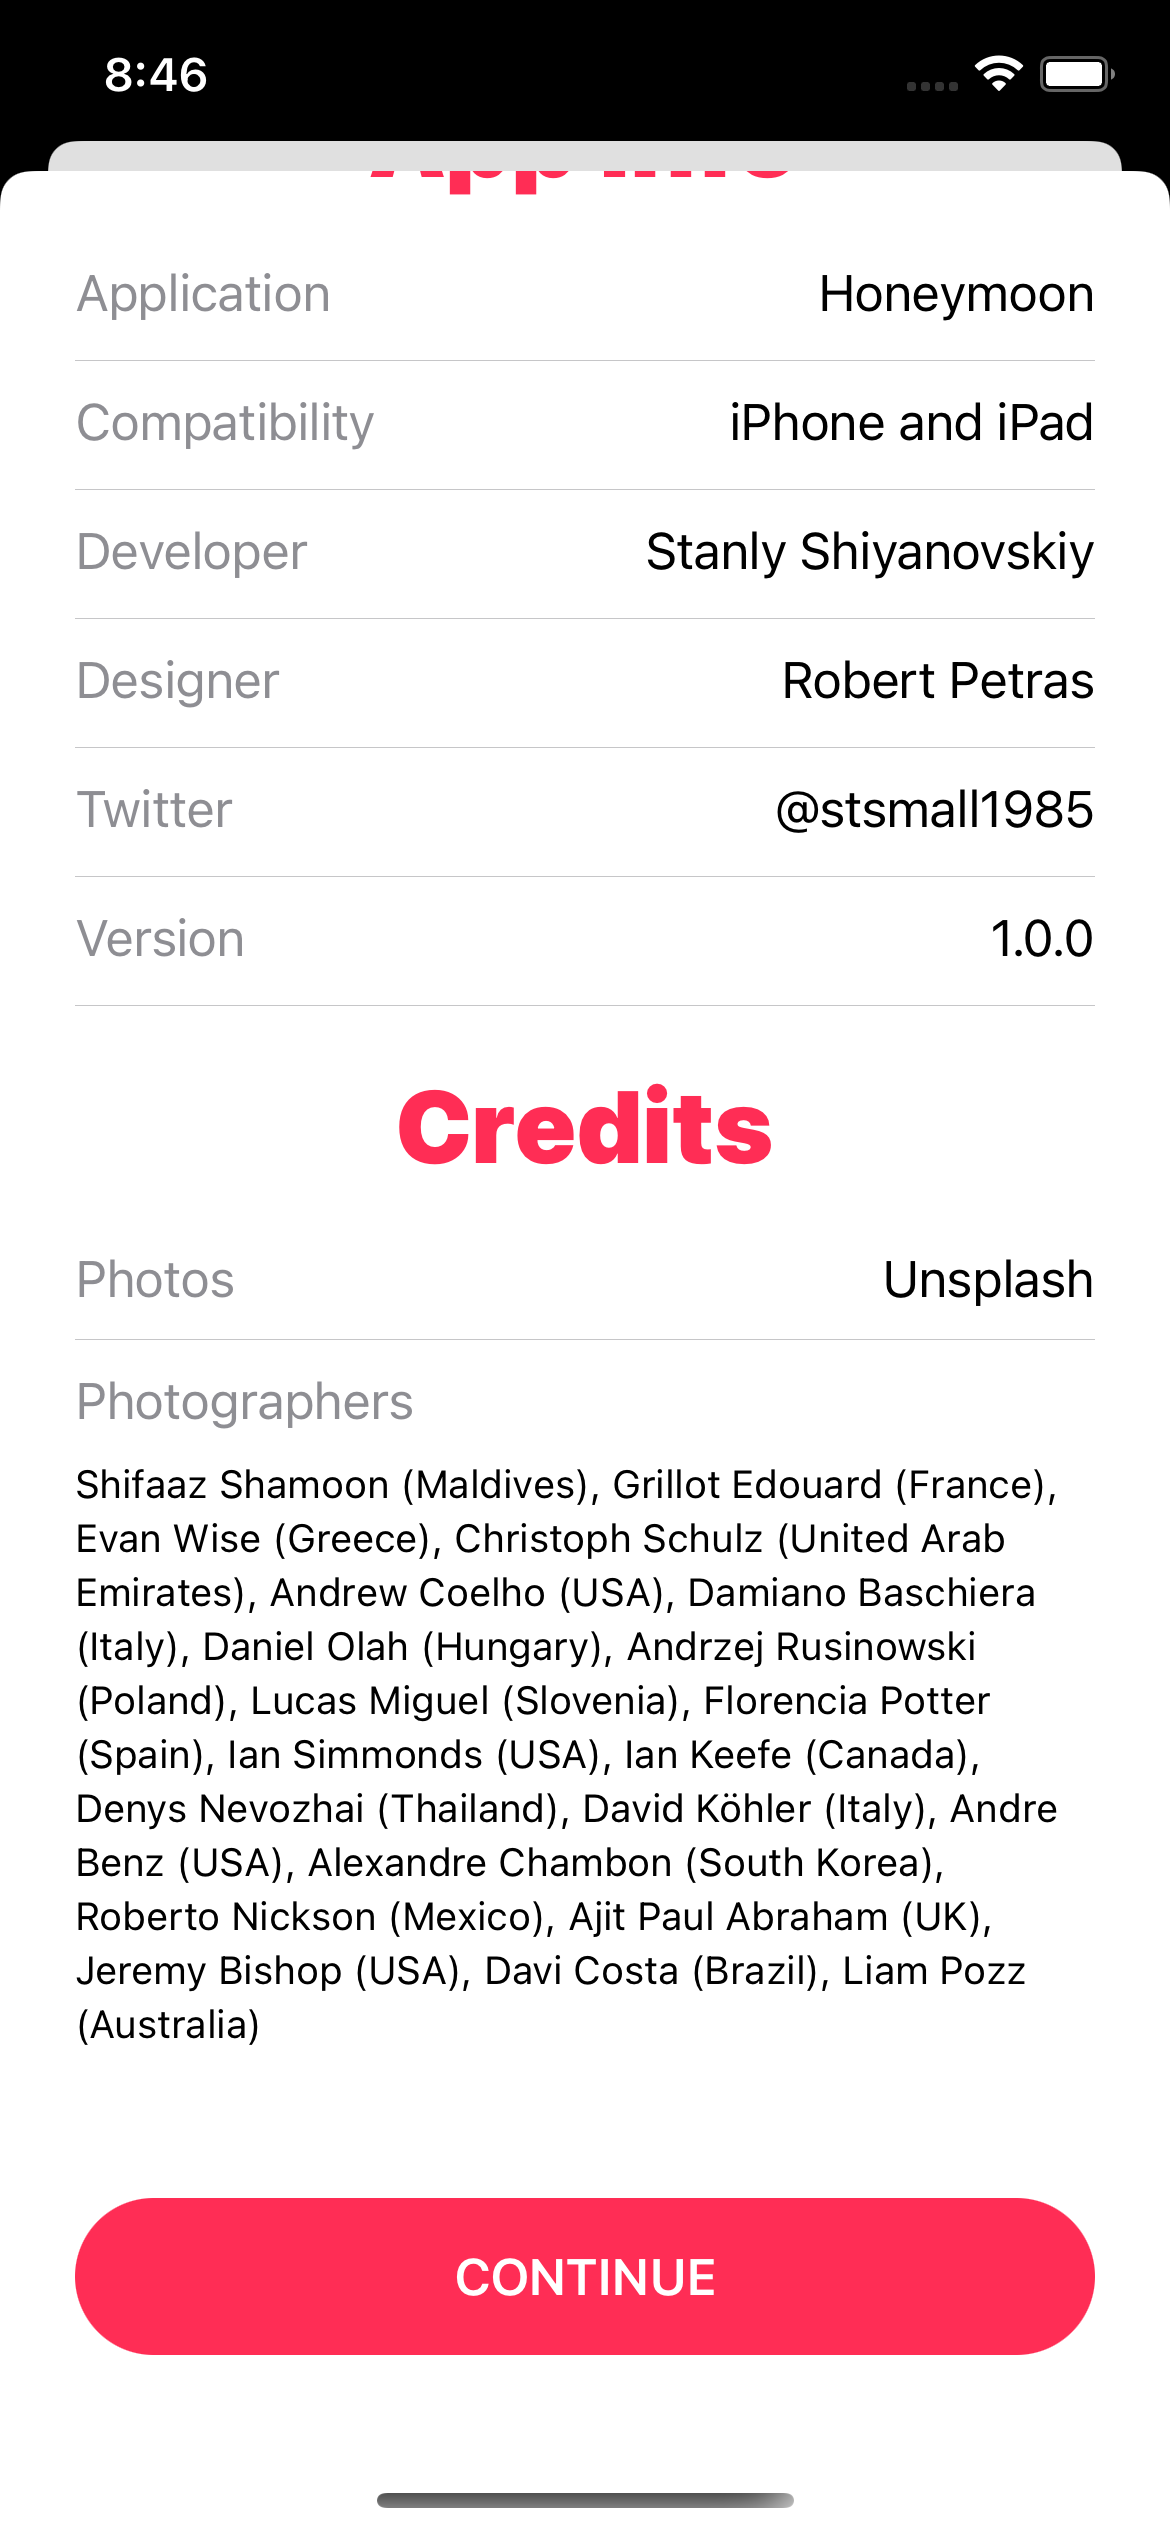 8:46
App Info
Application
Honeymoon
Compatibility
iPhone and iPad
Developer
Stanly Shiyanovskiy
Designer
Robert Petras
Twitter
@stsmall1985
Version
1.0.0
Credits
Photos
Unsplash
Photographers
Shifaaz Shamoon (Maldives), Grillot Edouard (France),
Evan Wise (Greece), Christoph Schulz (United Arab
Emirates), Andrew Coelho (USA), Damiano Baschiera
(Italy), Daniel Olah (Hungary), Andrzej Rusinowski
(Poland), Lucas Miguel (Slovenia), Florencia Potter
(Spain), Ian Simmonds (USA), Ian Keefe (Canada),
Denys Nevozhai (Thailand), David Köhler (Italy), Andre
Benz (USA), Alexandre Chambon (South Korea),
Roberto Nickson (Mexico), Ajit Paul Abraham (UK),
Jeremy Bishop (USA), Davi Costa (Brazil), Liam Pozz
(Australia)
CONTINUE